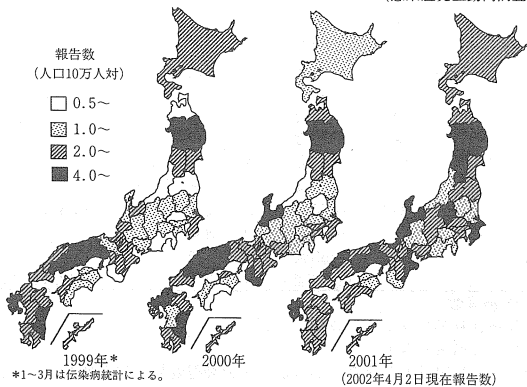 報告数
(人口10万人対)
0.5~
1.0~
2.0~
4.0~
1999年*
2000年
2001年
*1~3月は伝染病統計による。
(2002年4月2日現在報告数)